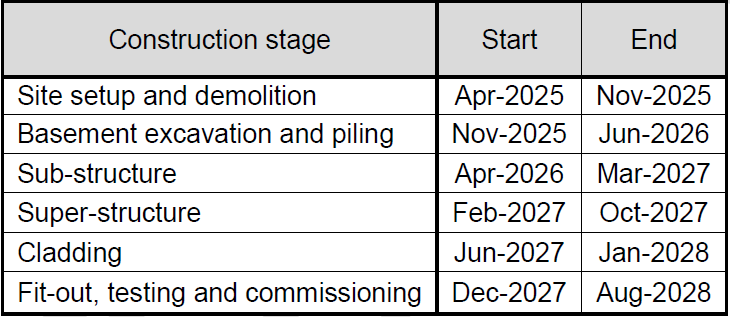 Construction stage Start End
Site setup and demolition Apr-2025 Nov-2025
Basement excavation and piling Nov-2025 Jun-2026
Sub-structure Apr-2026 Mar-2027
Super-structure Feb-2027 Oct-2027
Cladding Jun-2027 Jan-2028
Fit-out, testing and commissioning Dec-2027 Aug-2028